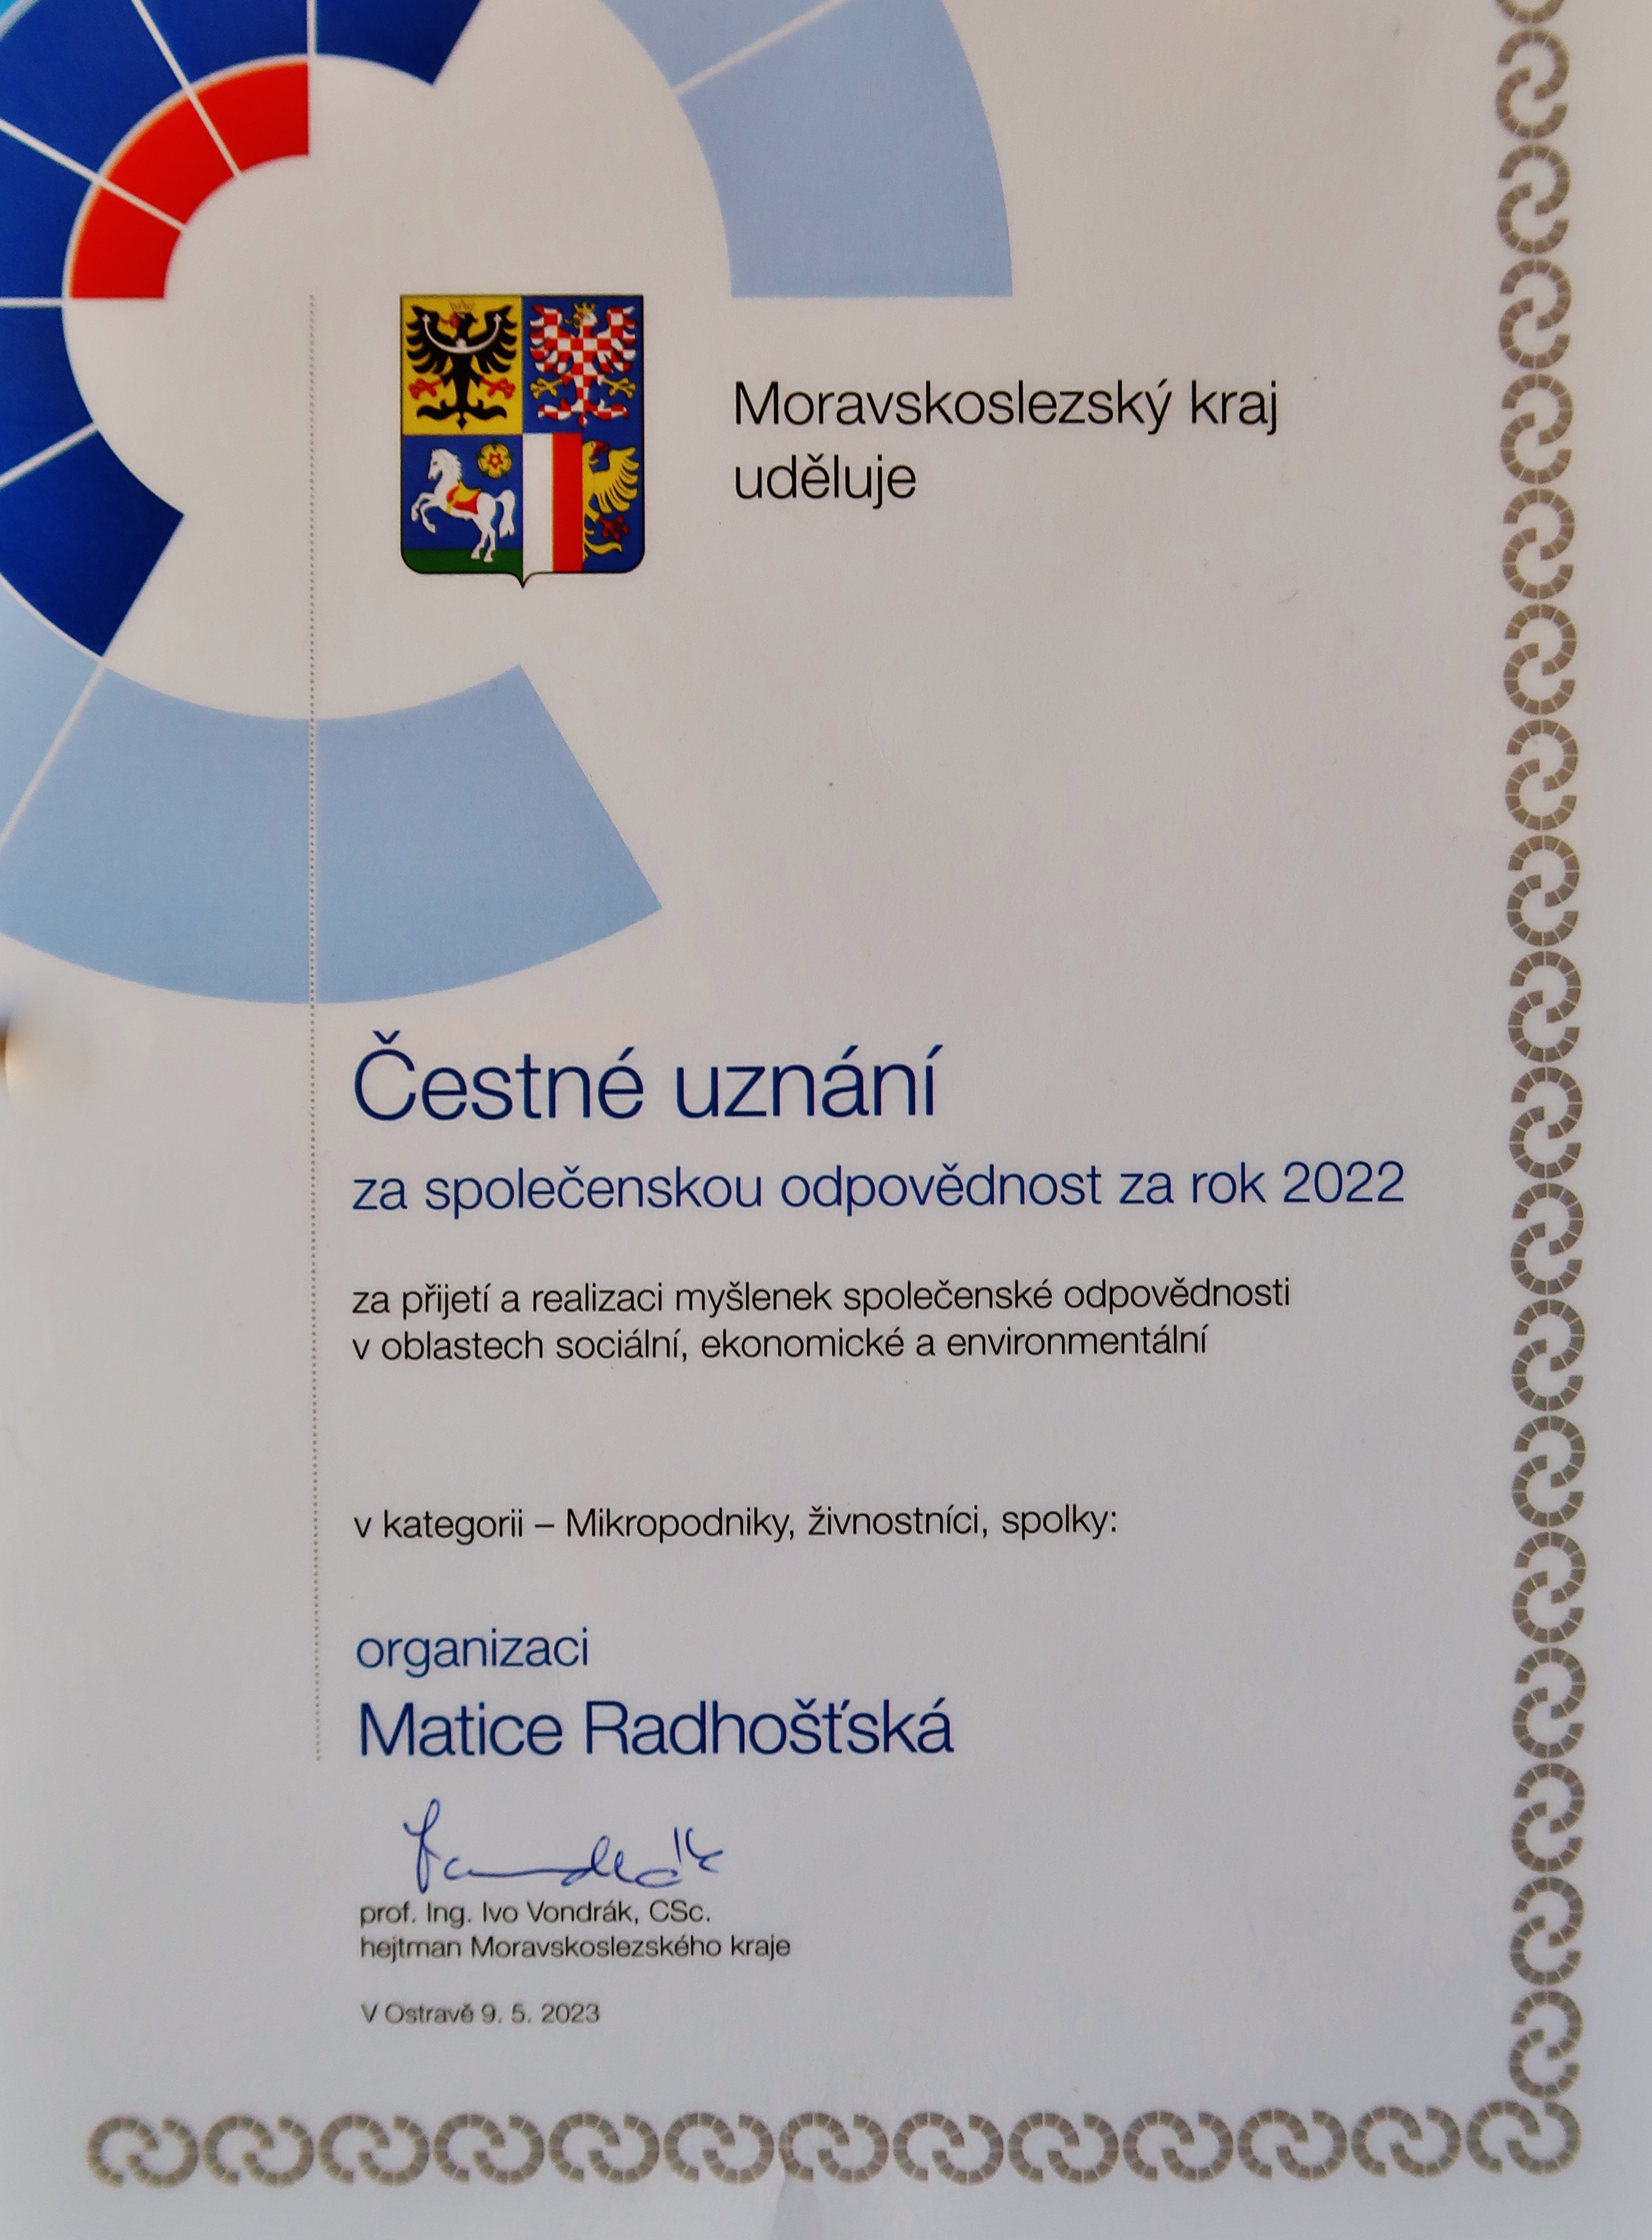 Moravskoslezský kraj
uděluje
Čestné uznání
za společenskou odpovědnost za rok 2022
za přijetí a realizaci myšlenek společenské odpovědnosti
v oblastech sociální, ekonomické a environmentální
v kategorii – Mikropodniky, živnostníci, spolky:
organizaci
Matice Radhošťská
prof. Ing. Ivo Vondrák, CSc.
hejtman Moravskoslezského kraje
V Ostravě 9. 5. 2023